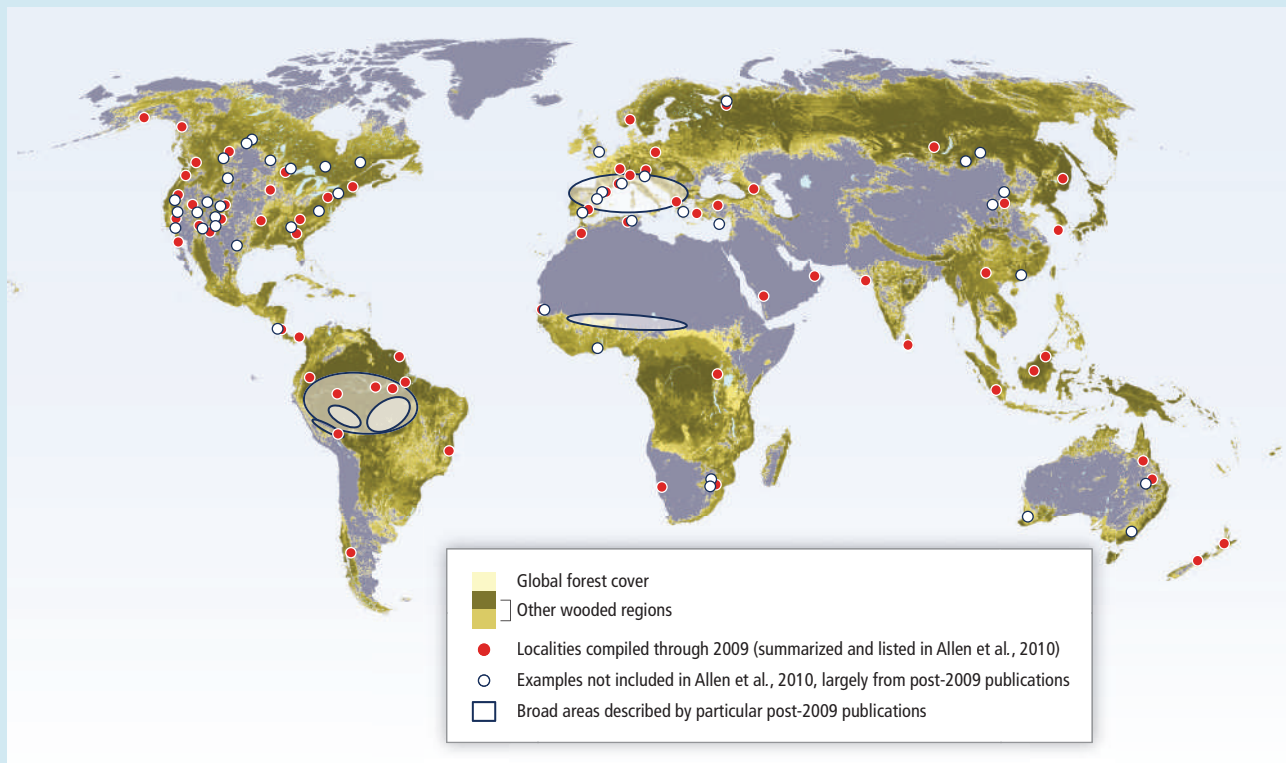 Global forest cover
Other wooded regions
Localities compiled through 2009 (summarized and listed in Allen et al., 2010)
Examples not included in Allen et al., 2010, largely from post-2009 publications
Broad areas described by particular post-2009 publications